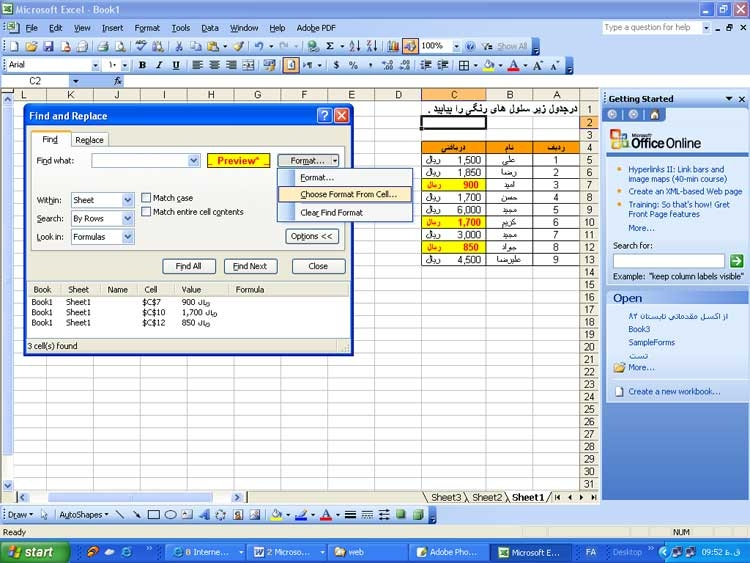 Microsoft Excel - Book1
File Edit View Insert Format Tools Data Window Help Adobe PDF
Type a question for help
100% Show All
Arial B I U
C2 fx
L K J I H G F E D C B A
Find and Replace
Find Replace
Find what: Preview* Format...
Format...
Choose Format From Cell...
Clear Find Format
Within: Sheet Match case
Search: By Rows Match entire cell contents
Look in: Formulas Options <<
Find All Find Next Close
Book Sheet Name Cell Value Formula
Book1 Sheet1 $C$7 900 ریال
Book1 Sheet1 $C$10 1,700 ریال
Book1 Sheet1 $C$12 850 ریال
3 cell(s) found
درجدول زیر سلول های رنگی را بیابید . 1
2
3
ردیف نام دریافتی 4
1 علی 1,500 ریال 5
2 رضا 1,850 ریال 6
3 امید 900 ریال 7
4 حسن 1,700 ریال 8
5 مجید 6,000 ریال 9
6 کریم 1,700 ریال 10
7 مجید 3,000 ریال 11
8 جواد 850 ریال 12
9 علیرضا 4,500 ریال 13
14
15
16
17
18
19
20
21
22
23
24
25
26
27
28
29
30
31
Sheet3 Sheet2 Sheet1
Getting Started
Microsoft
Office Online
Hyperlinks II: Link bars and
image maps (40-min course)
Create an XML-based Web page
Training: So that's how! Gret
Front Page features
More...
Search for:
Example: "keep column labels visible"
Open
از اکسل مقدماتی تابستان ۸۲
Book3
SampleForms
تست
More...
Create a new workbook...
Draw AutoShapes
Ready NUM
start 8 Interne... 2 Microso... web Adobe Pho... Microsoft Ex... FA Desktop 09:52 ق.ظ